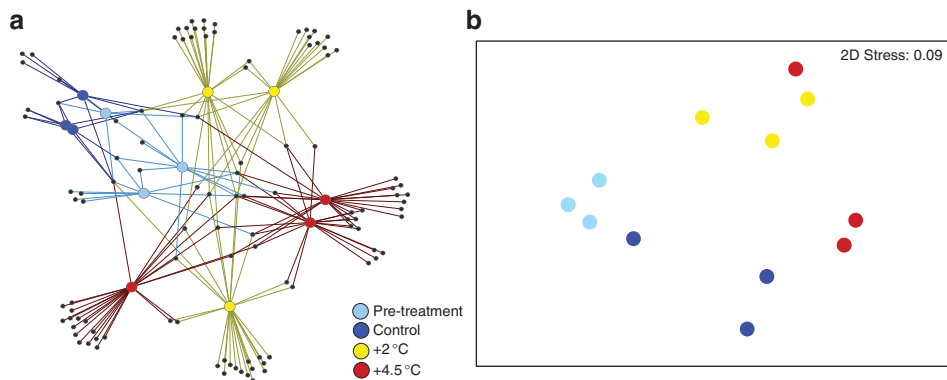 a
b
2D Stress: 0.09
Pre-treatment
Control
+2 °C
+4.5 °C